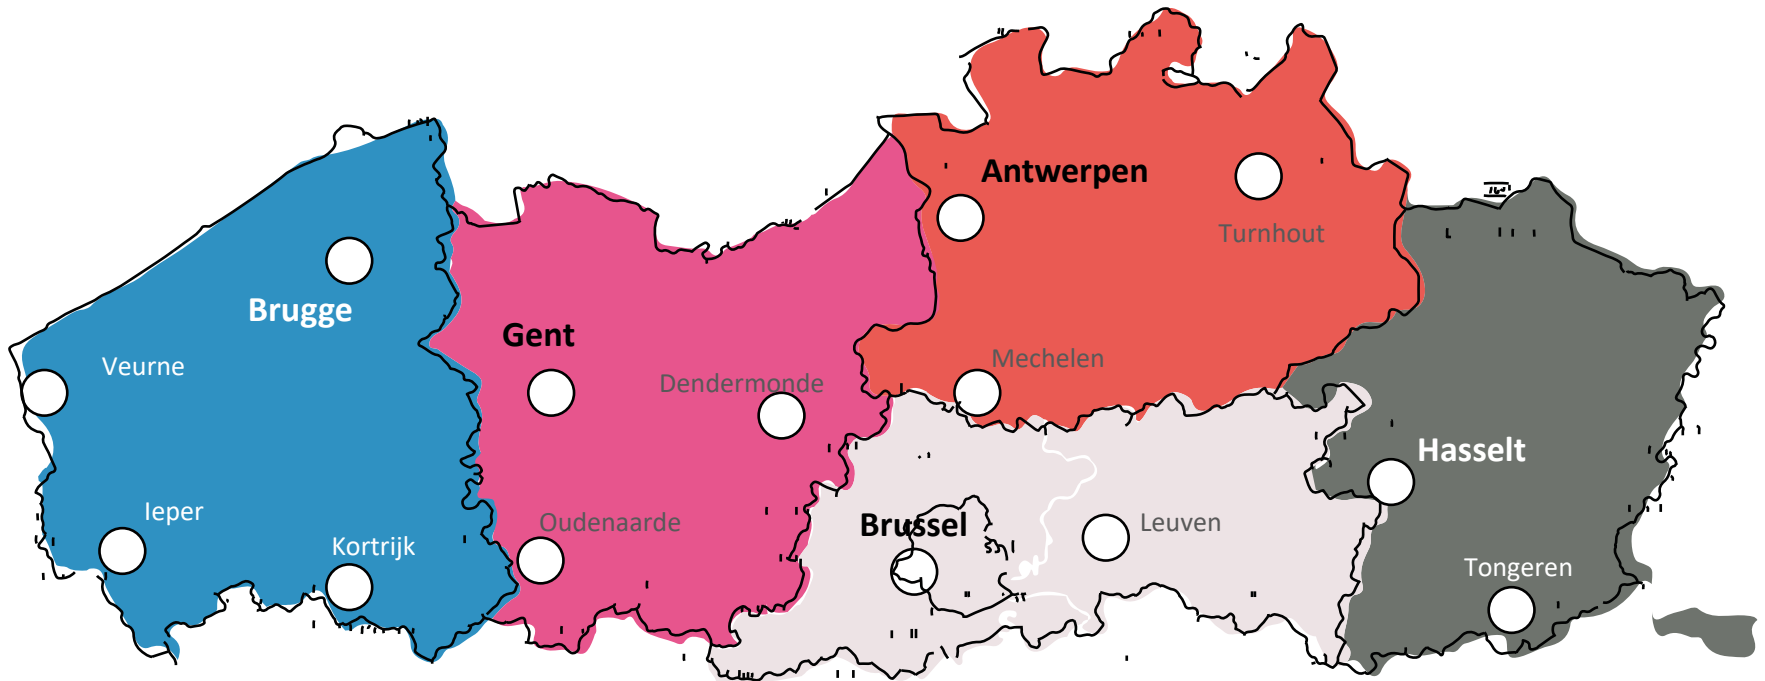 Antwerpen
Turnhout
Brugge
Gent
Mechelen
Veurne
Dendermonde
Hasselt
Ieper
Oudenaarde
Brussel
Leuven
Kortrijk
Tongeren